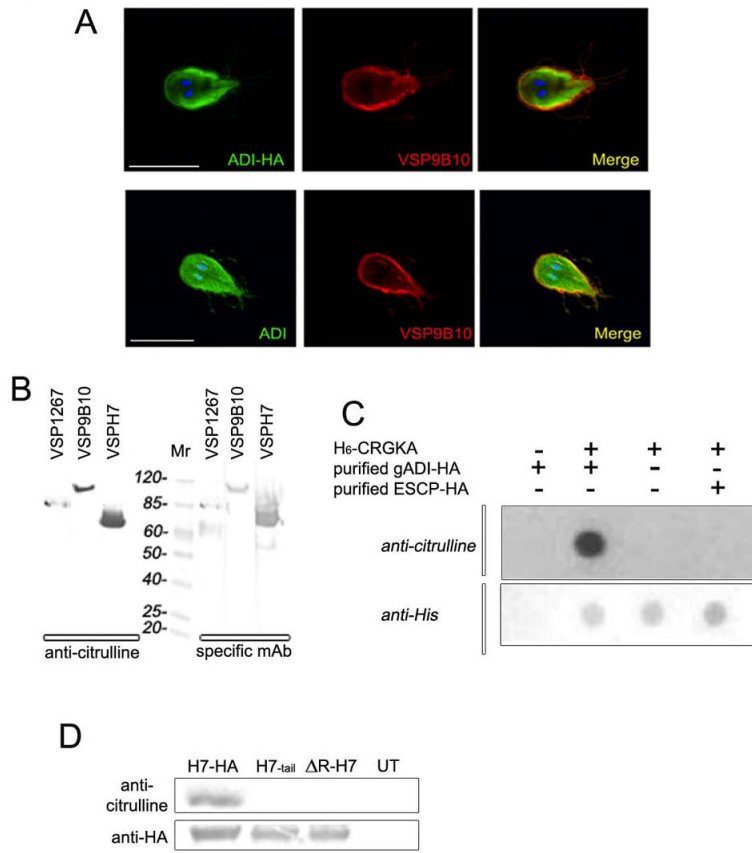 A
ADI-HA VSP9B10 Merge
ADI VSP9B10 Merge
B
VSP1267 VSP9B10 VSPH7 Mr VSP1267 VSP9B10 VSPH7
120-
85-
60-
50-
40-
25-
20-
anti-citrulline specific mAb
C
H6-CRGKA - + + +
purified gADI-HA + + - -
purified ESCP-HA - - - +
anti-citrulline
anti-His
D
H7-HA H7-tail ΔR-H7 UT
anti-
citrulline
anti-HA